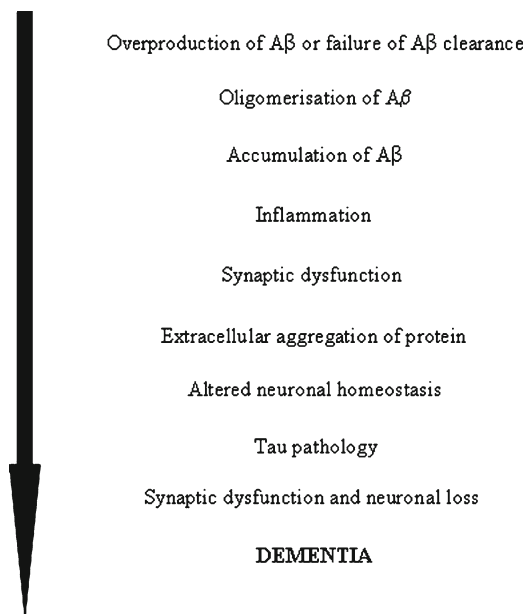 Overproduction of Aβ or failure of Aβ clearance
Oligomerisation of Aβ
Accumulation of Aβ
Inflammation
Synaptic dysfunction
Extracellular aggregation of protein
Altered neuronal homeostasis
Tau pathology
Synaptic dysfunction and neuronal loss
DEMENTIA